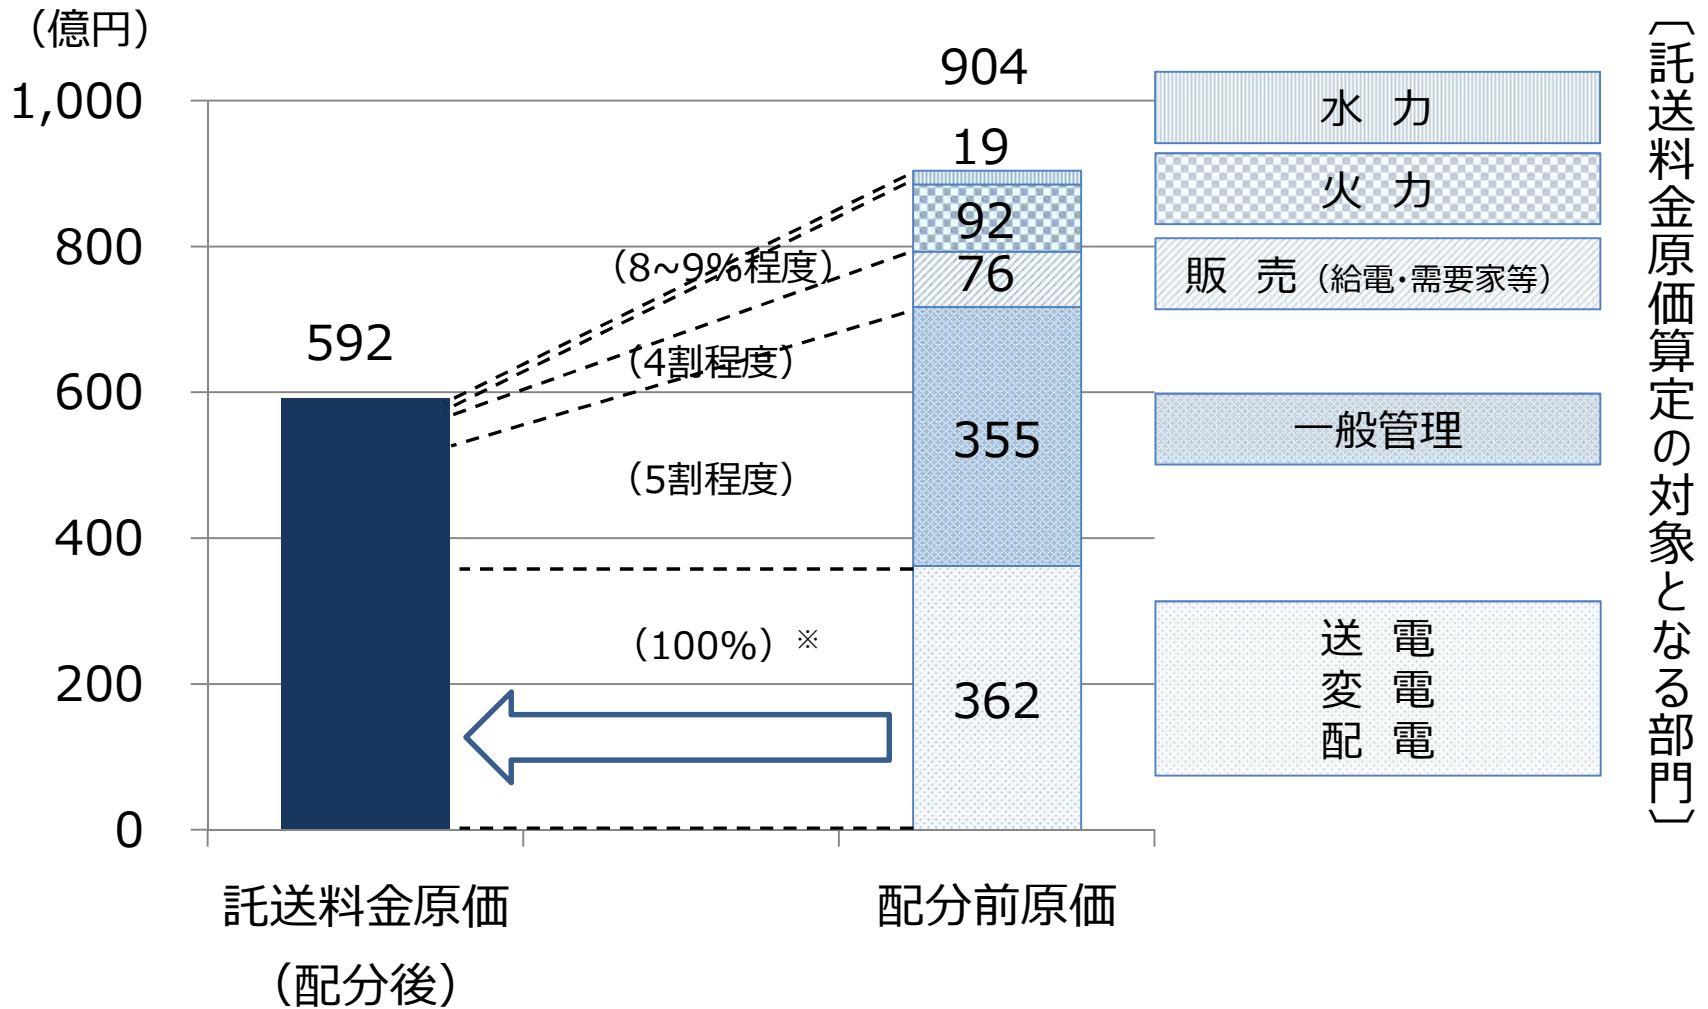 （億円）
1,000
800
600
400
200
0
592
904
19
92
76
355
362
（8~9%程度）
（4割程度）
（5割程度）
（100%）※
託送料金原価
（配分後）
配分前原価
水 力
火 力
販 売（給電･需要家等）
一般管理
送 電
変 電
配 電
〔託送料金原価算定の対象となる部門〕